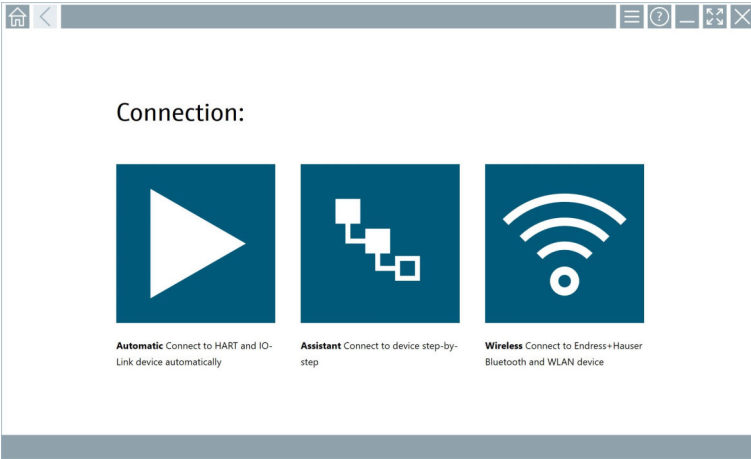 Connection:
Automatic Connect to HART and IO-
Link device automatically
Assistant Connect to device step-by-
step
Wireless Connect to Endress+Hauser
Bluetooth and WLAN device